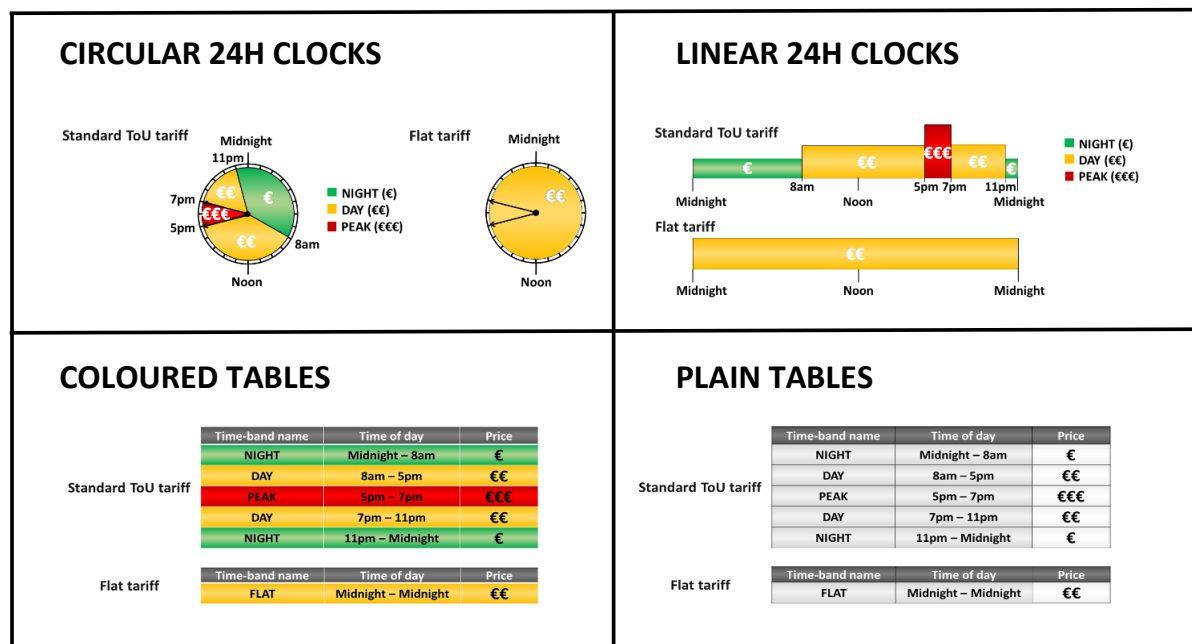 CIRCULAR 24H CLOCKS
Standard ToU tariff
Midnight
11pm
7pm
5pm
8am
Noon
€€
€
€€€
€€
NIGHT (€)
DAY (€€)
PEAK (€€€)
Flat tariff
Midnight
€€
Noon
LINEAR 24H CLOCKS
Standard ToU tariff
€
€€
€€€
€€
€
8am
5pm 7pm
11pm
Midnight
Noon
Midnight
NIGHT (€)
DAY (€€)
PEAK (€€€)
Flat tariff
€€
Midnight
Noon
Midnight
COLOURED TABLES
Standard ToU tariff
Time-band name Time of day Price
NIGHT Midnight – 8am €
DAY 8am – 5pm €€
PEAK 5pm – 7pm €€€
DAY 7pm – 11pm €€
NIGHT 11pm – Midnight €
Flat tariff
Time-band name Time of day Price
FLAT Midnight – Midnight €€
PLAIN TABLES
Standard ToU tariff
Time-band name Time of day Price
NIGHT Midnight – 8am €
DAY 8am – 5pm €€
PEAK 5pm – 7pm €€€
DAY 7pm – 11pm €€
NIGHT 11pm – Midnight €
Flat tariff
Time-band name Time of day Price
FLAT Midnight – Midnight €€